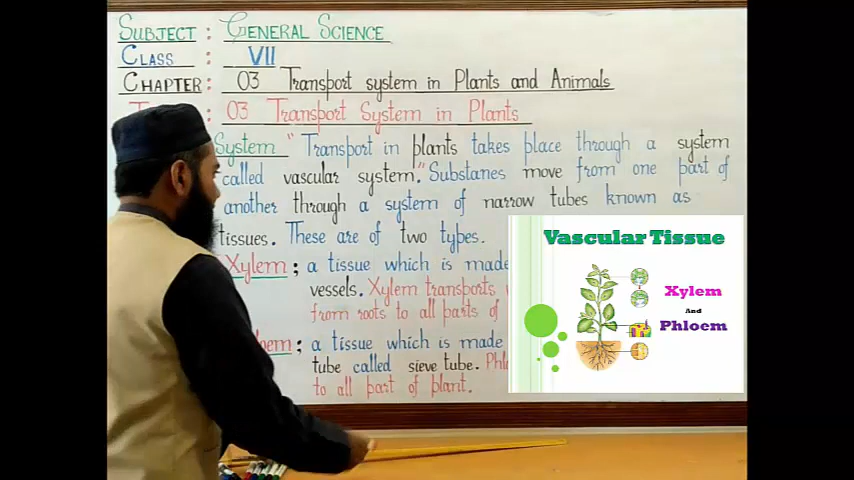 Subject : General Science
Class : VII
Chapter : 03 Transport system in Plants and Animals
: 03 Transport System in Plants
System " Transport in plants takes place through a system
called vascular system." Substanes move from one part of
another through a system of narrow tubes known as
tissues. These are of two types.
Xylem ; a tissue which is made
vessels. Xylem transports
from roots to all parts of
; a tissue which is made
tube called sieve tube.
to all part of plant.
Vascular Tissue
Xylem
And
Phloem